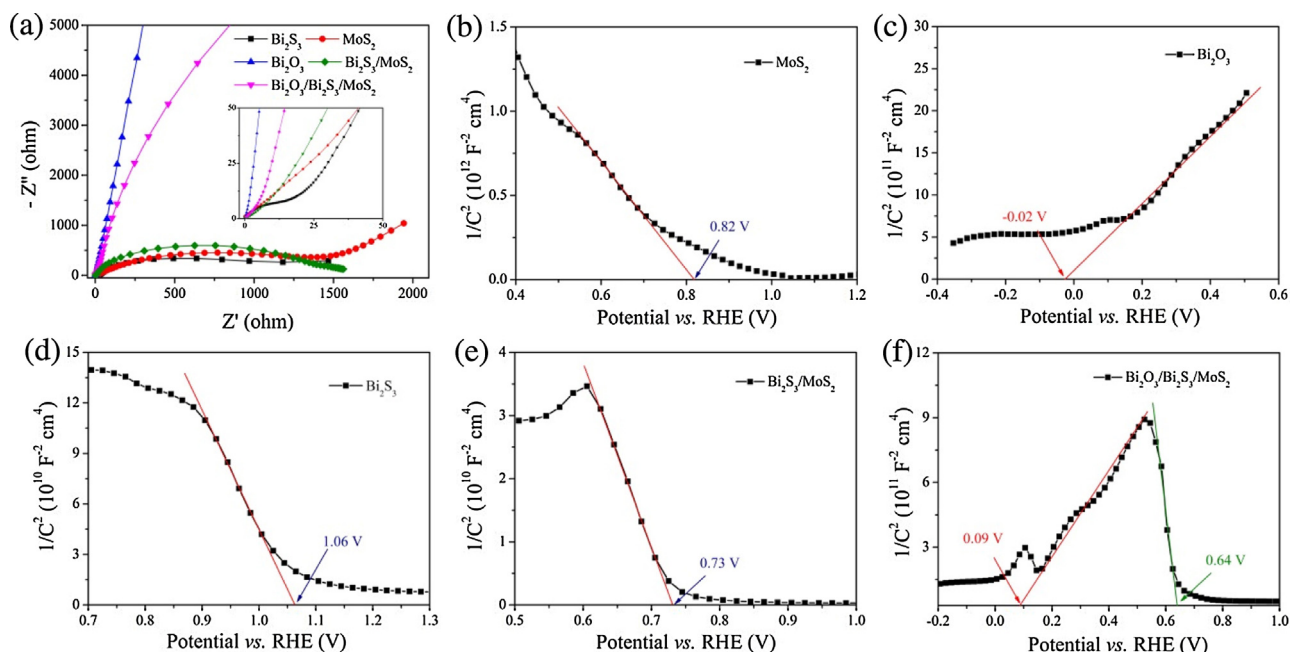 (a)
5000
4000
3000
2000
1000
0
- Z'' (ohm)
Bi₂S₃ MoS₂
Bi₂O₃ Bi₂S₃/MoS₂
Bi₂O₃/Bi₂S₃/MoS₂
50
25
0
0 25 50
0 500 1000 1500 2000
Z' (ohm)
(b)
1.5
1.0
0.5
0.0
1/C² (10¹² F⁻² cm⁴)
MoS₂
0.82 V
0.4 0.6 0.8 1.0 1.2
Potential vs. RHE (V)
(c)
30
25
20
15
10
5
0
1/C² (10¹¹ F⁻² cm⁴)
Bi₂O₃
-0.02 V
-0.4 -0.2 0.0 0.2 0.4 0.6
Potential vs. RHE (V)
(d)
15
12
9
6
3
0
1/C² (10¹⁰ F⁻² cm⁴)
Bi₂S₃
1.06 V
0.7 0.8 0.9 1.0 1.1 1.2 1.3
Potential vs. RHE (V)
(e)
4
3
2
1
0
1/C² (10¹⁰ F⁻² cm⁴)
Bi₂S₃/MoS₂
0.73 V
0.5 0.6 0.7 0.8 0.9 1.0
Potential vs. RHE (V)
(f)
12
9
6
3
1/C² (10¹¹ F⁻² cm⁴)
Bi₂O₃/Bi₂S₃/MoS₂
0.09 V
0.64 V
-0.2 0.0 0.2 0.4 0.6 0.8 1.0
Potential vs. RHE (V)